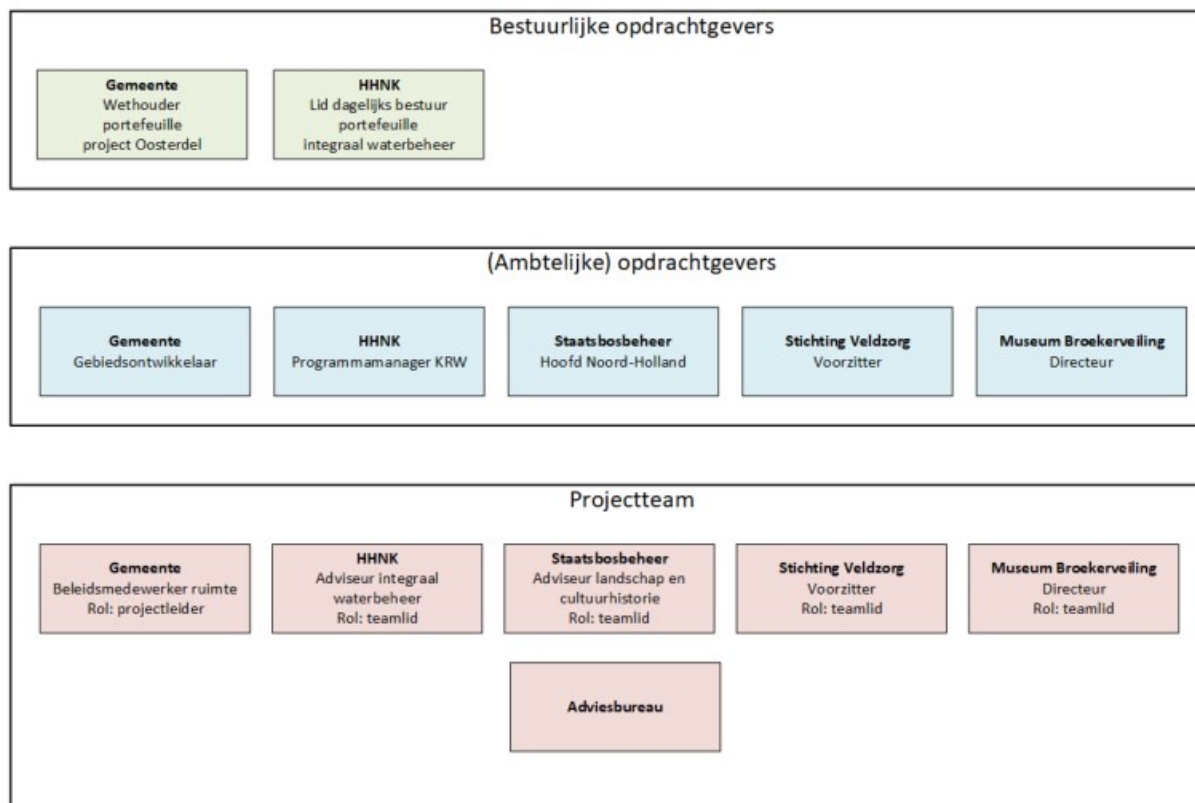 Bestuurlijke opdrachtgevers
Gemeente
Wethouder
portefeuille
project Oosterdel
HHNK
Lid dagelijks bestuur
portefeuille
integraal waterbeheer
(Ambtelijke) opdrachtgevers
Gemeente
Gebiedsontwikkelaar
HHNK
Programmamanager KRW
Staatsbosbeheer
Hoofd Noord-Holland
Stichting Veldzorg
Voorzitter
Museum Broekerveiling
Directeur
Projectteam
Gemeente
Beleidsmedewerker ruimte
Rol: projectleider
HHNK
Adviseur integraal
waterbeheer
Rol: teamlid
Staatsbosbeheer
Adviseur landschap en
cultuurhistorie
Rol: teamlid
Stichting Veldzorg
Voorzitter
Rol: teamlid
Museum Broekerveiling
Directeur
Rol: teamlid
Adviesbureau